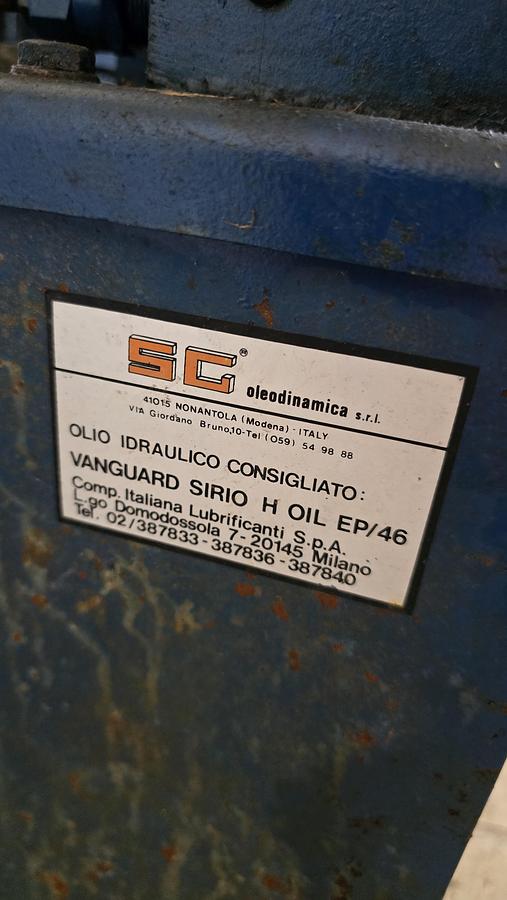 SG®
oleodinamica s.r.l.
41015 NONANTOLA (Modena) - ITALY
VIA Giordano Bruno,10-Tel (059) 54 98 88
OLIO IDRAULICO CONSIGLIATO:
VANGUARD SIRIO H OIL EP/46
Comp. Italiana Lubrificanti S.p.A.
L.go Domodossola 7-20145 Milano
Tel. 02/387833-387836-387840